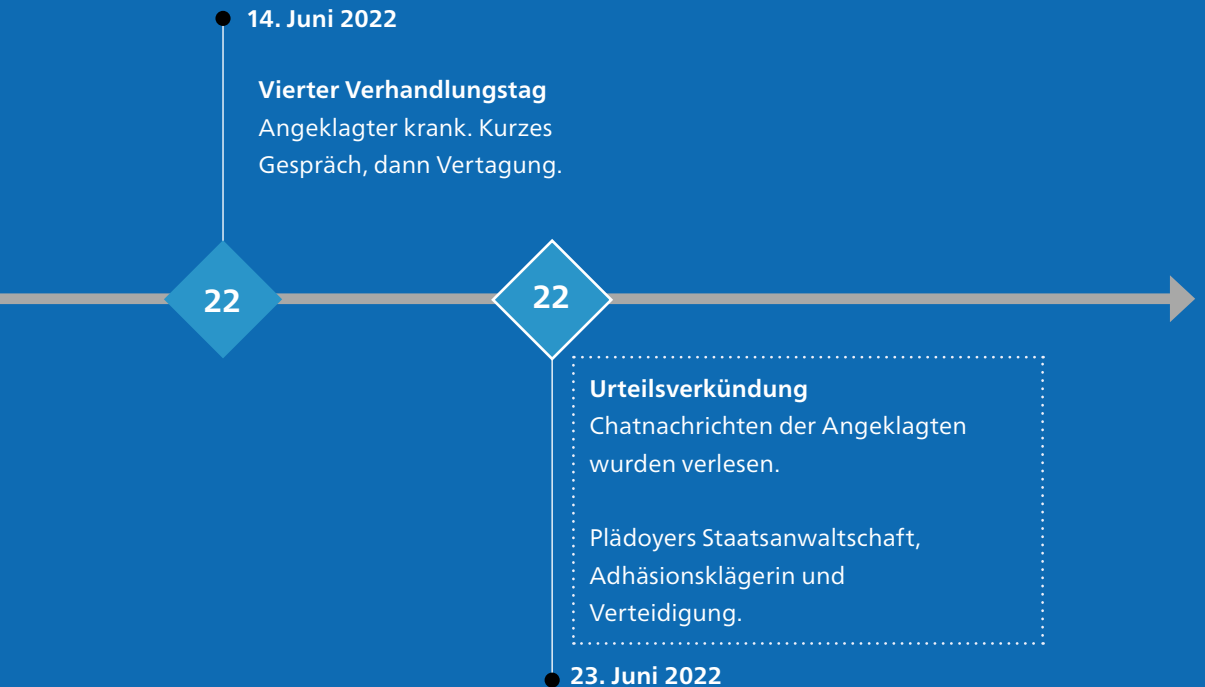 14. Juni 2022
Vierter Verhandlungstag
Angeklagter krank. Kurzes
Gespräch, dann Vertagung.
22
22
Urteilsverkündung
Chatnachrichten der Angeklagten
wurden verlesen.
Plädoyers Staatsanwaltschaft,
Adhäsionsklägerin und
Verteidigung.
23. Juni 2022